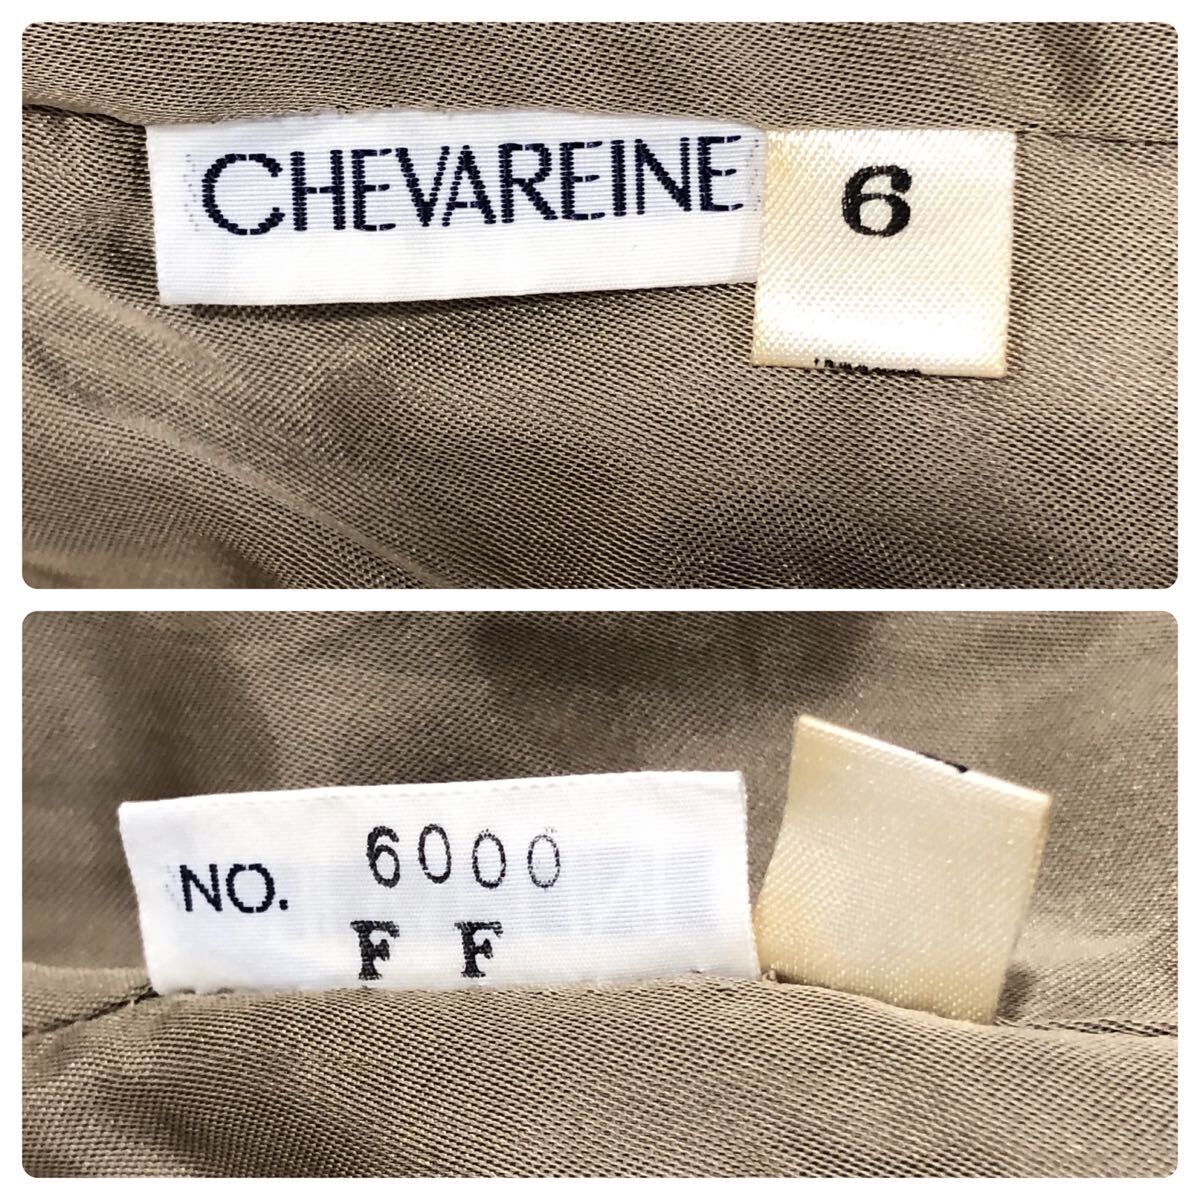 CHEVAREINE
6
NO. 6000
F F